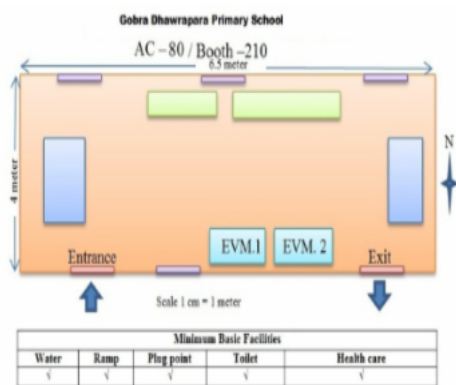 Gobra Dhawrapara Primary School
AC – 80 / Booth –210
6.5 meter
4 meter
N
EVM.1 EVM. 2
Entrance Exit
Scale 1 cm = 1 meter
Minimum Basic Facilities
Water Ramp Plug point Toilet Health care
√ √ √ √ √